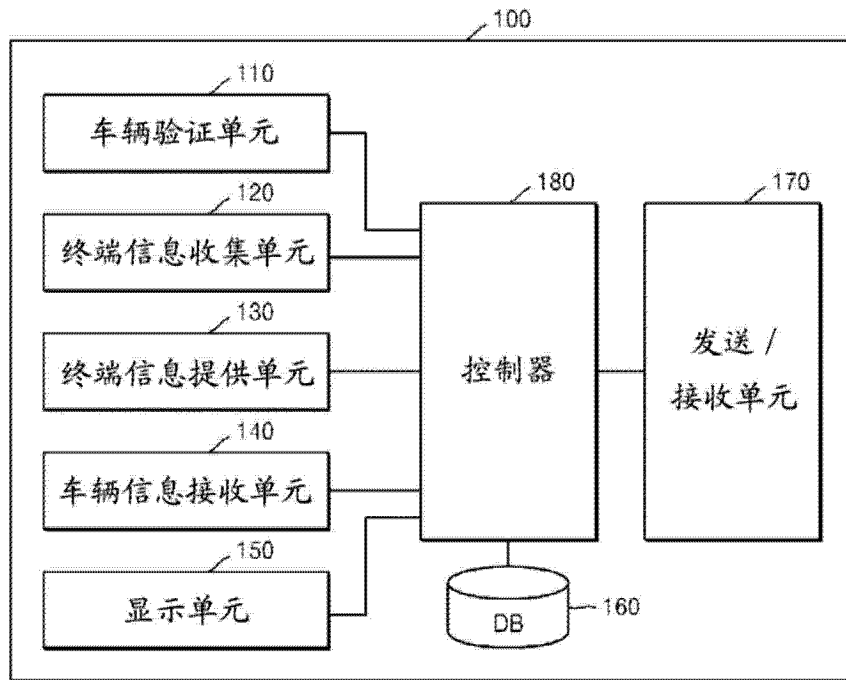 100
110
车辆验证单元
120
终端信息收集单元
130
终端信息提供单元
140
车辆信息接收单元
150
显示单元
180
控制器
170
发送 /
接收单元
DB
160